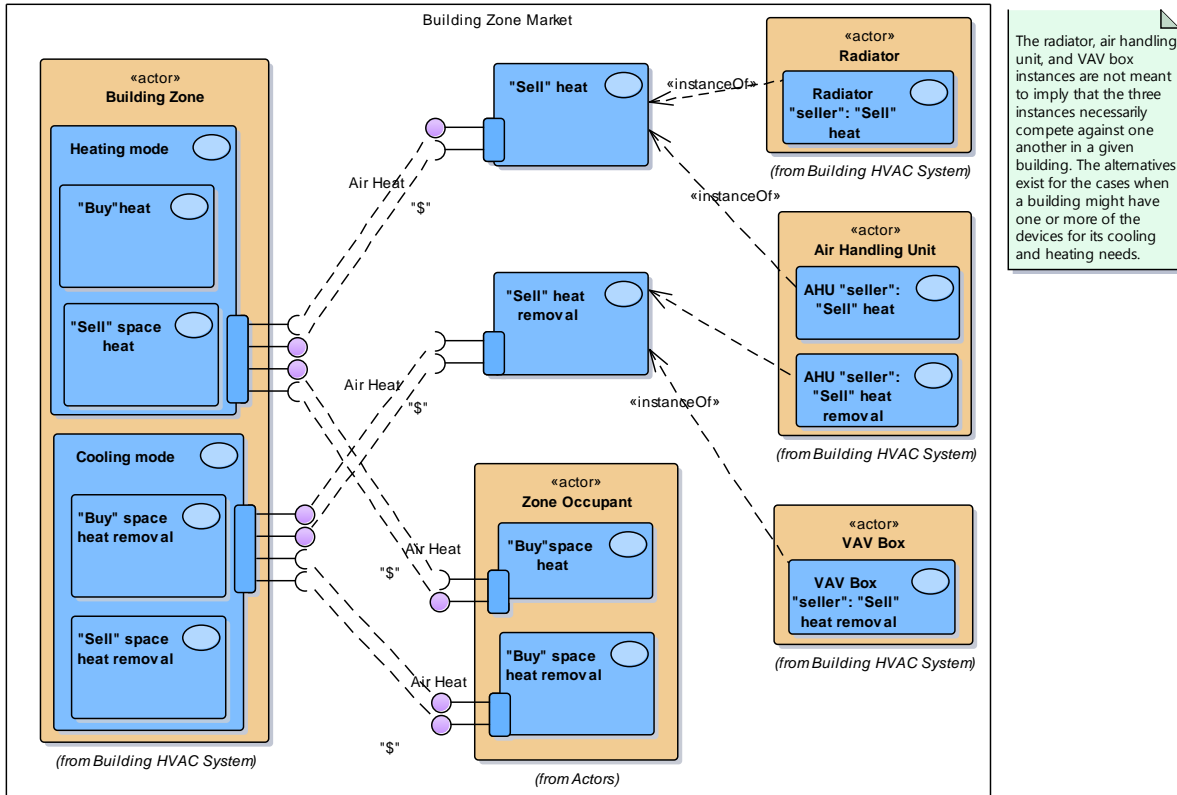 Building Zone Market
«actor»
Building Zone
Heating mode
"Buy"heat
"Sell" space
heat
Cooling mode
"Buy" space
heat removal
"Sell" space
heat removal
(from Building HVAC System)
Air Heat
"$"
Air Heat
"$"
Air Heat
"$"
Air Heat
"$"
"Sell" heat
"Sell" heat
removal
«actor»
Zone Occupant
"Buy"space
heat
"Buy" space
heat removal
(from Actors)
«instanceOf»
«instanceOf»
«instanceOf»
«actor»
Radiator
Radiator
"seller": "Sell"
heat
(from Building HVAC System)
«actor»
Air Handling Unit
AHU "seller":
"Sell" heat
AHU "seller":
"Sell" heat
removal
(from Building HVAC System)
«actor»
VAV Box
VAV Box
"seller": "Sell"
heat removal
(from Building HVAC System)
The radiator, air handling
unit, and VAV box
instances are not meant
to imply that the three
instances necessarily
compete against one
another in a given
building. The alternatives
exist for the cases when
a building might have
one or more of the
devices for its cooling
and heating needs.